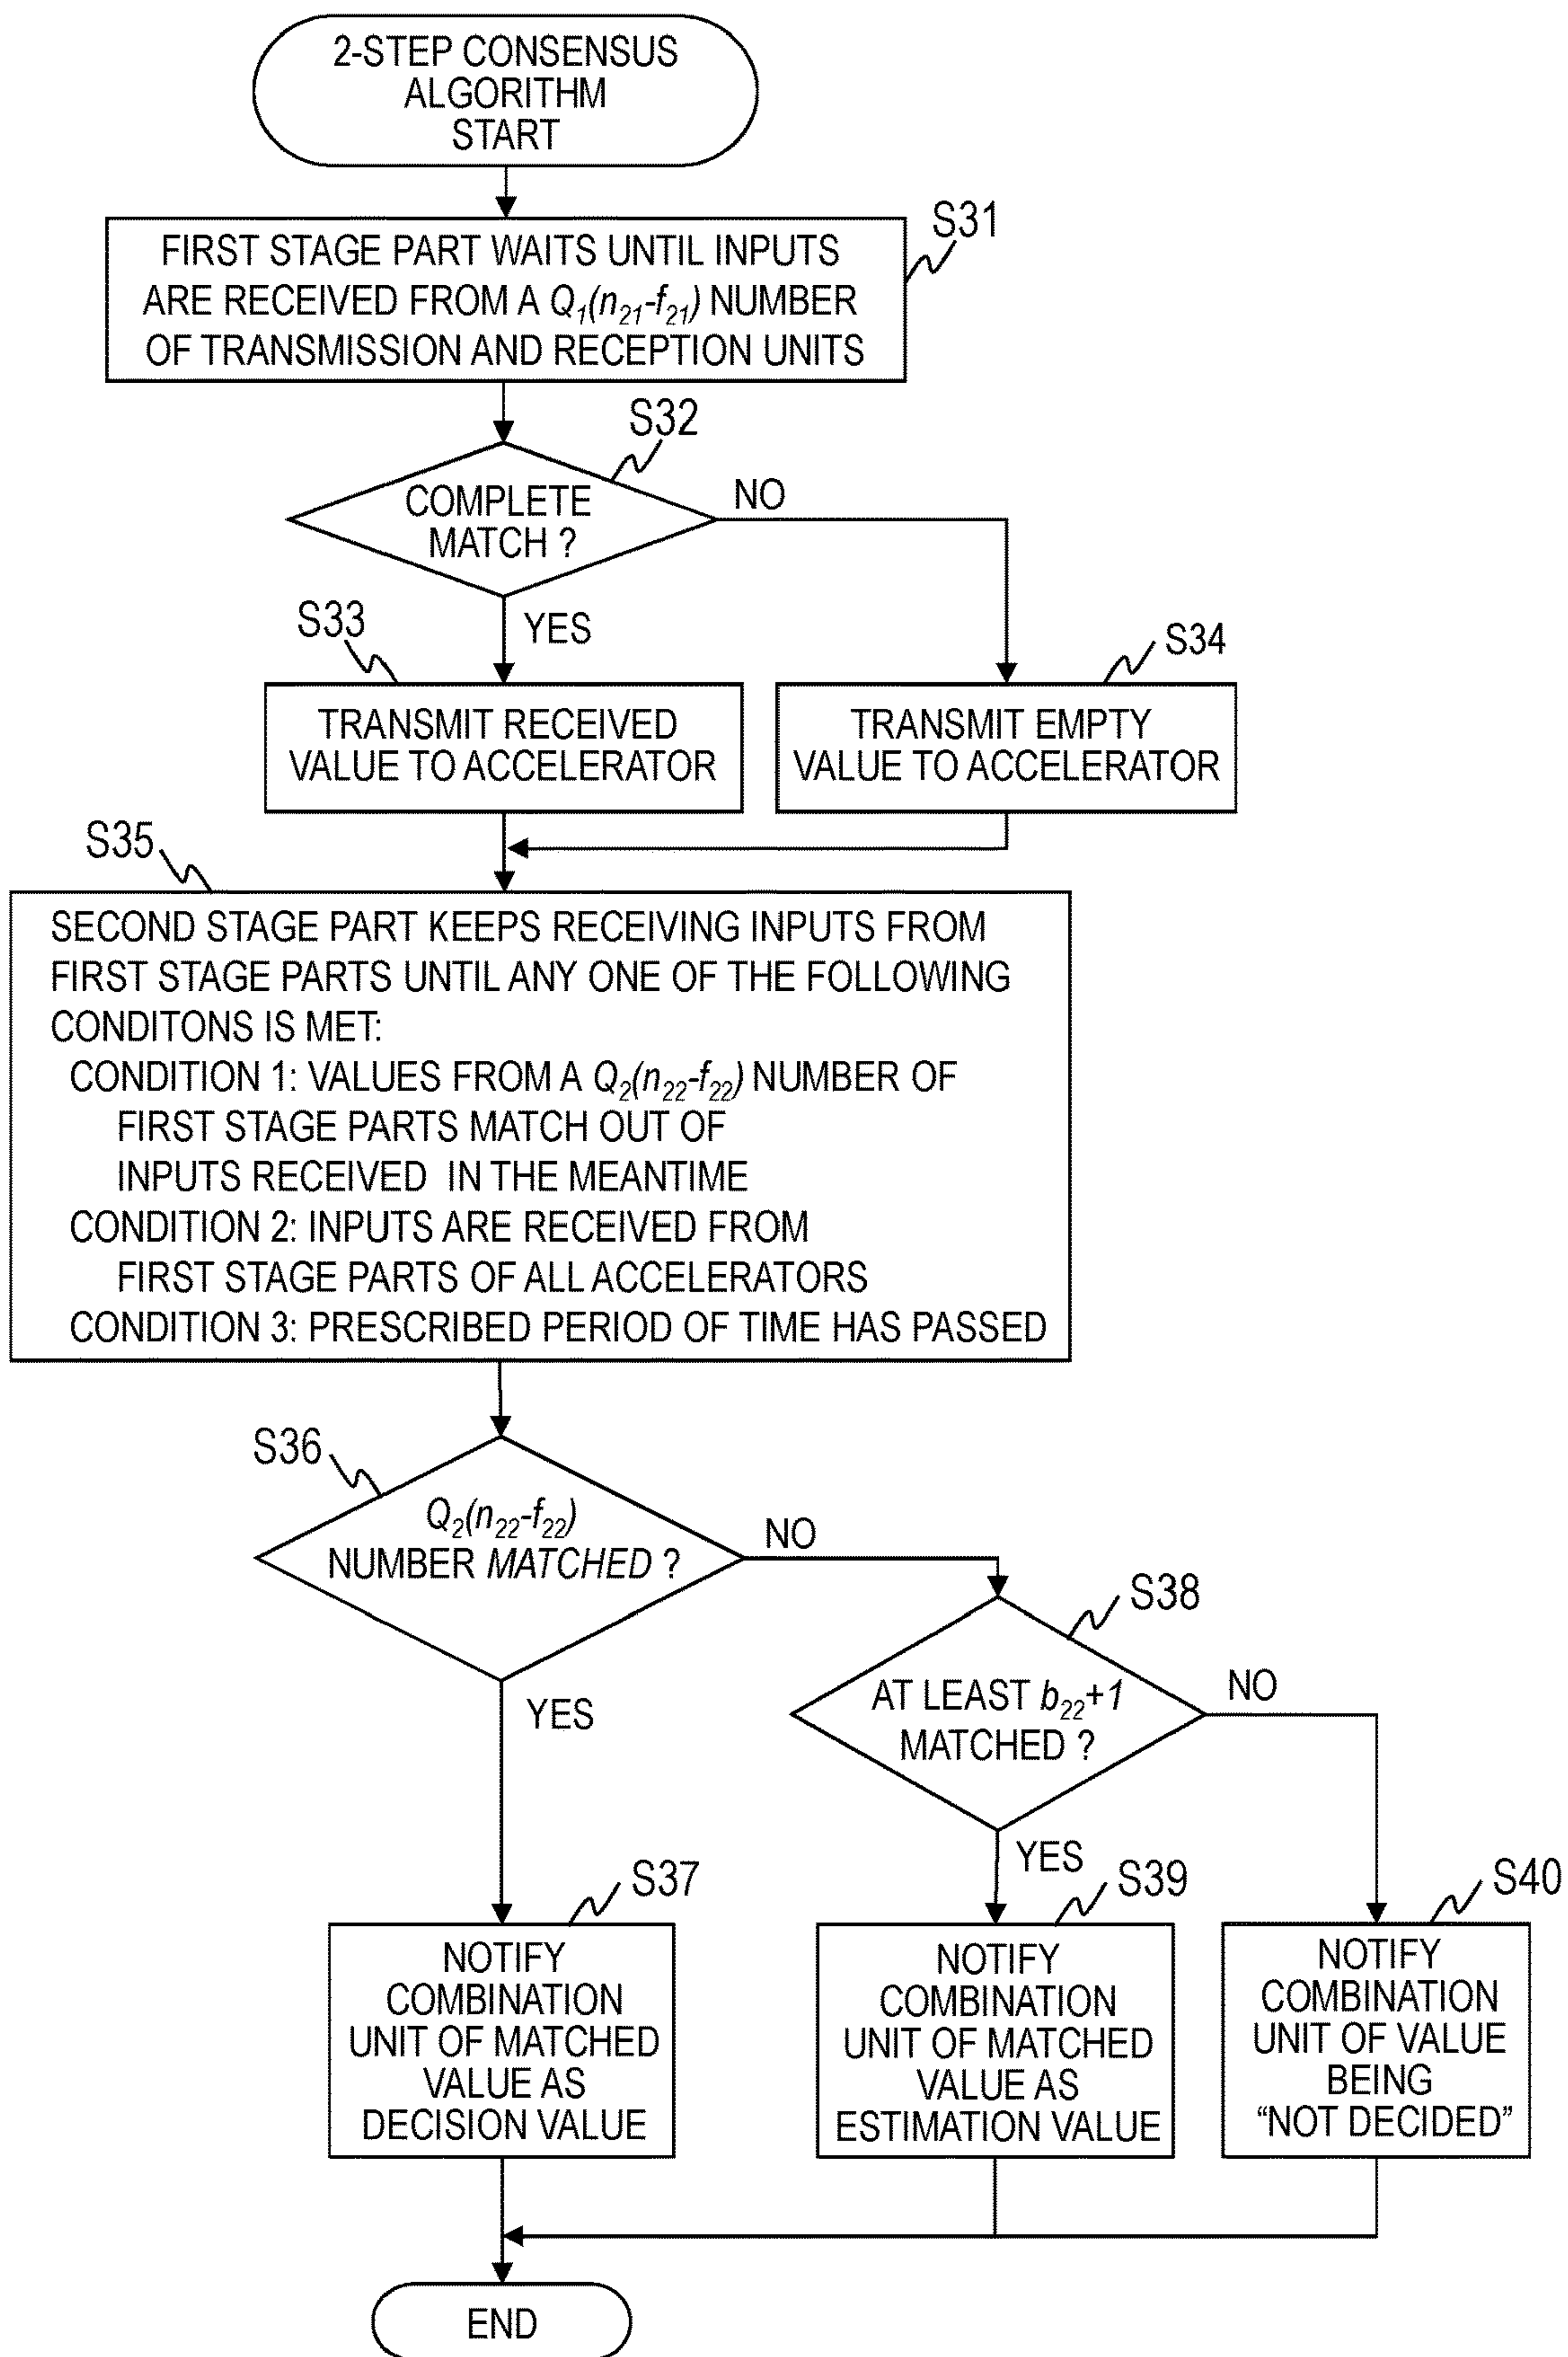 2-STEP CONSENSUS
ALGORITHM
START
S31
FIRST STAGE PART WAITS UNTIL INPUTS
ARE RECEIVED FROM A Q1(n21-f21) NUMBER
OF TRANSMISSION AND RECEPTION UNITS
S32
COMPLETE
MATCH ?
NO
YES
S33
TRANSMIT RECEIVED
VALUE TO ACCELERATOR
S34
TRANSMIT EMPTY
VALUE TO ACCELERATOR
S35
SECOND STAGE PART KEEPS RECEIVING INPUTS FROM
FIRST STAGE PARTS UNTIL ANY ONE OF THE FOLLOWING
CONDITONS IS MET:
CONDITION 1: VALUES FROM A Q2(n22-f22) NUMBER OF
FIRST STAGE PARTS MATCH OUT OF
INPUTS RECEIVED IN THE MEANTIME
CONDITION 2: INPUTS ARE RECEIVED FROM
FIRST STAGE PARTS OF ALL ACCELERATORS
CONDITION 3: PRESCRIBED PERIOD OF TIME HAS PASSED
S36
Q2(n22-f22)
NUMBER MATCHED ?
NO
YES
S38
AT LEAST b22+1
MATCHED ?
NO
YES
S37
NOTIFY
COMBINATION
UNIT OF MATCHED
VALUE AS
DECISION VALUE
S39
NOTIFY
COMBINATION
UNIT OF MATCHED
VALUE AS
ESTIMATION VALUE
S40
NOTIFY
COMBINATION
UNIT OF VALUE
BEING
“NOT DECIDED”
END